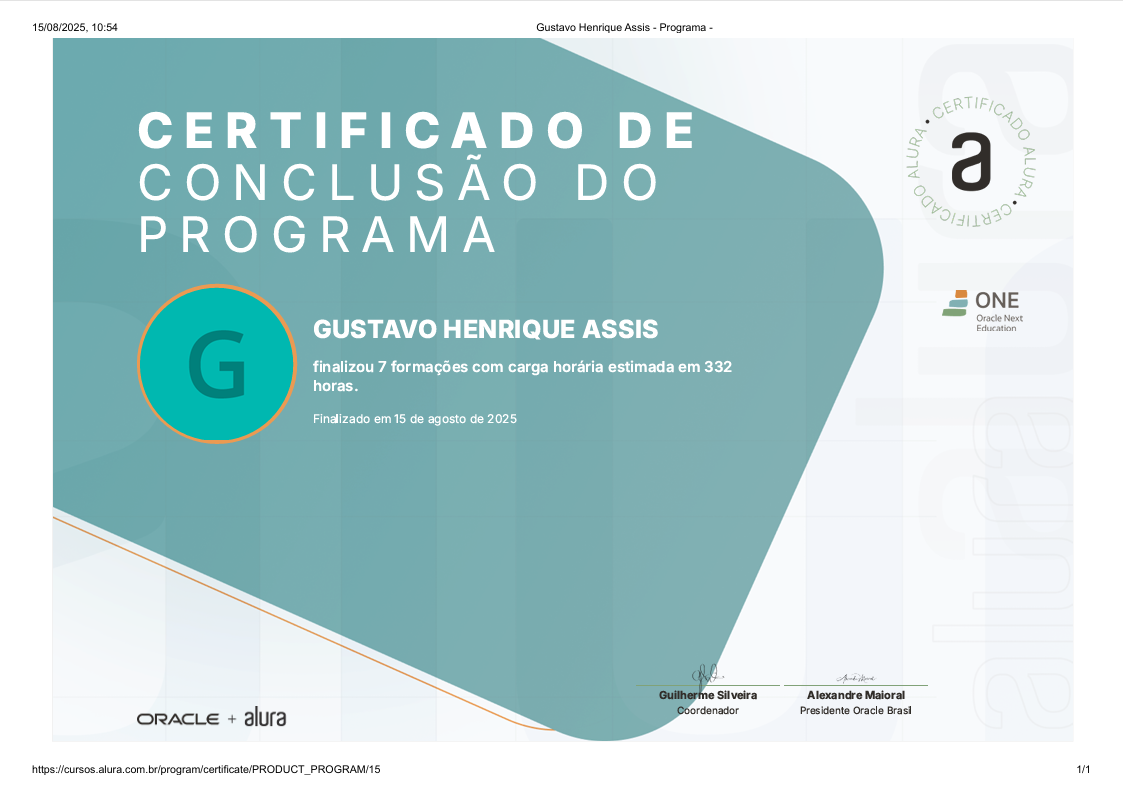 15/08/2025, 10:54
Gustavo Henrique Assis - Programa -
CERTIFICADO DE
CONCLUSÃO DO
PROGRAMA
CERTIFICADO ALURA • CERTIFICADO ALURA •
a
ONE
Oracle Next
Education
G
GUSTAVO HENRIQUE ASSIS
finalizou 7 formações com carga horária estimada em 332
horas.
Finalizado em 15 de agosto de 2025
alura
Guilherme Silveira
Coordenador
Alexandre Maioral
Presidente Oracle Brasil
ORACLE + alura
https://cursos.alura.com.br/program/certificate/PRODUCT_PROGRAM/15
1/1